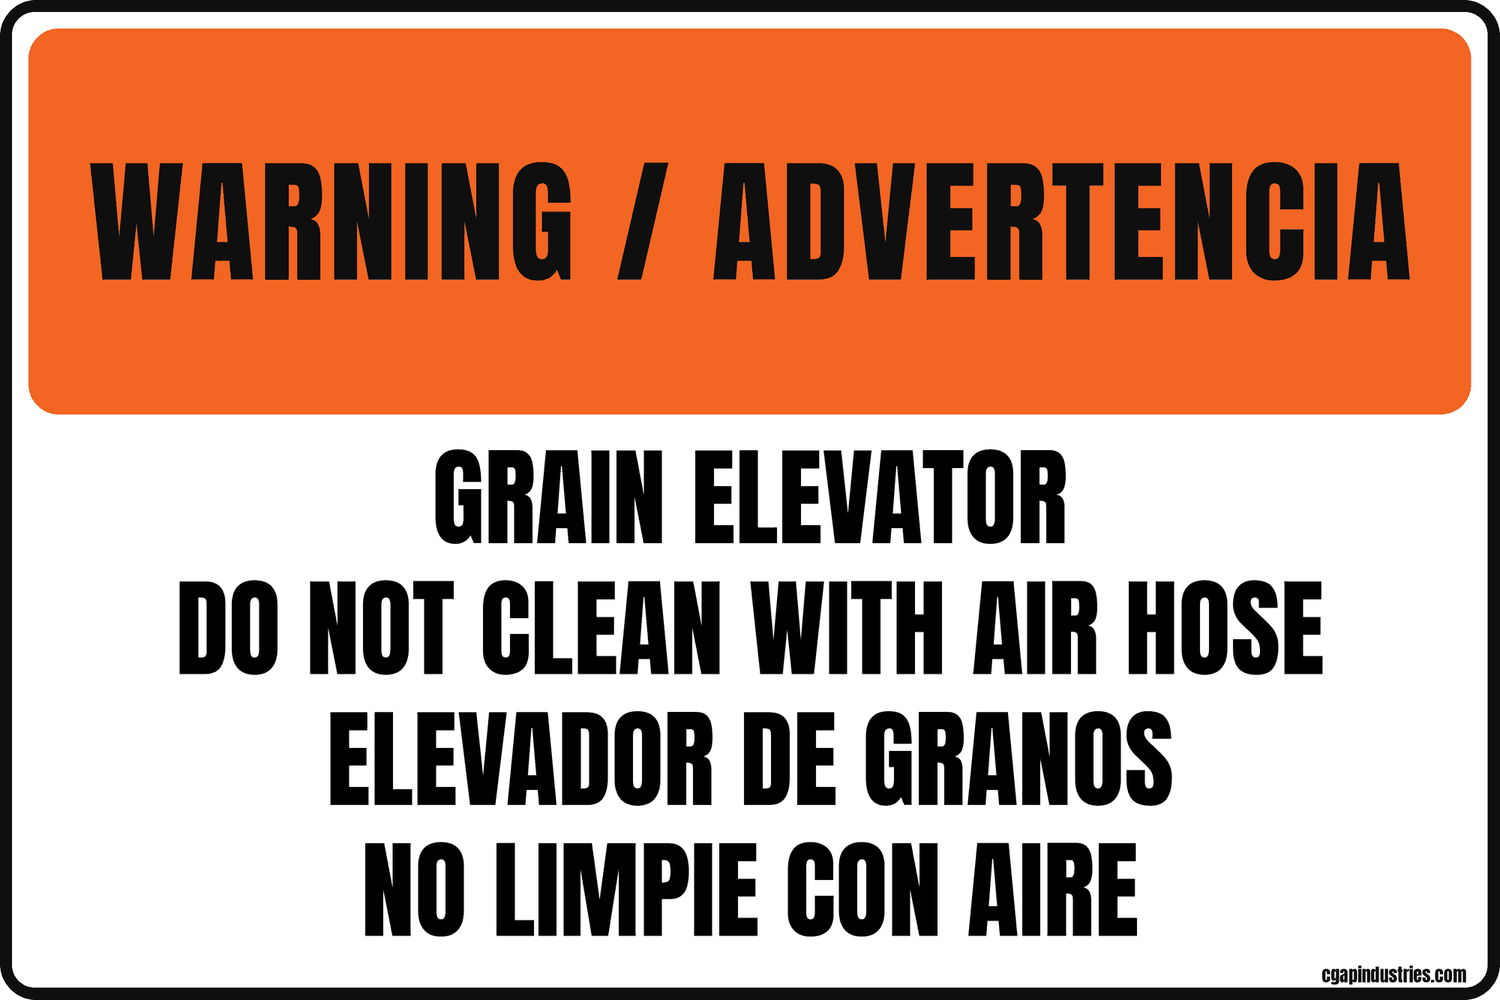 WARNING / ADVERTENCIA
GRAIN ELEVATOR
DO NOT CLEAN WITH AIR HOSE
ELEVADOR DE GRANOS
NO LIMPIE CON AIRE
cgapindustries.com